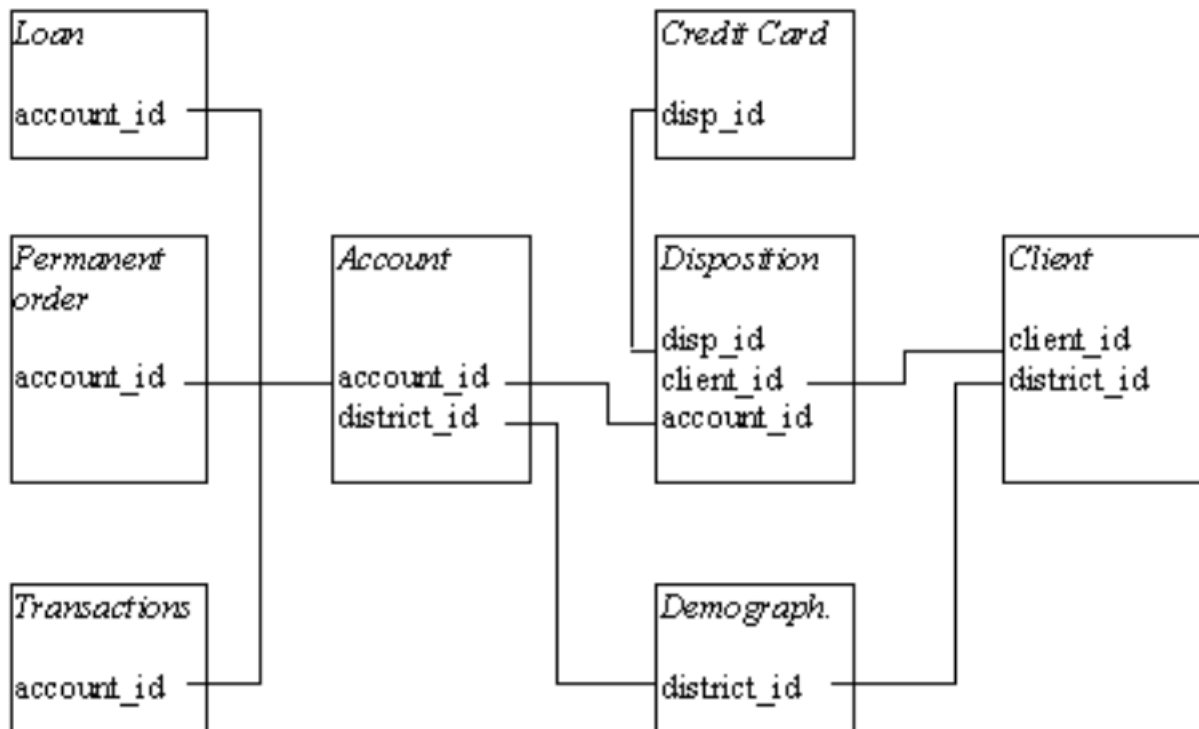 Loan
account_id
Credit Card
disp_id
Permanent
order
account_id
Account
account_id
district_id
Disposition
disp_id
client_id
account_id
Client
client_id
district_id
Transactions
account_id
Demograph.
district_id